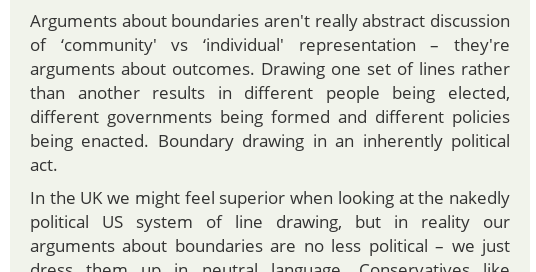 Arguments about boundaries aren't really abstract discussion
of ‘community' vs ‘individual' representation – they're
arguments about outcomes. Drawing one set of lines rather
than another results in different people being elected,
different governments being formed and different policies
being enacted. Boundary drawing in an inherently political
act.
In the UK we might feel superior when looking at the nakedly
political US system of line drawing, but in reality our
arguments about boundaries are no less political – we just
dress them up in neutral language. Conservatives like